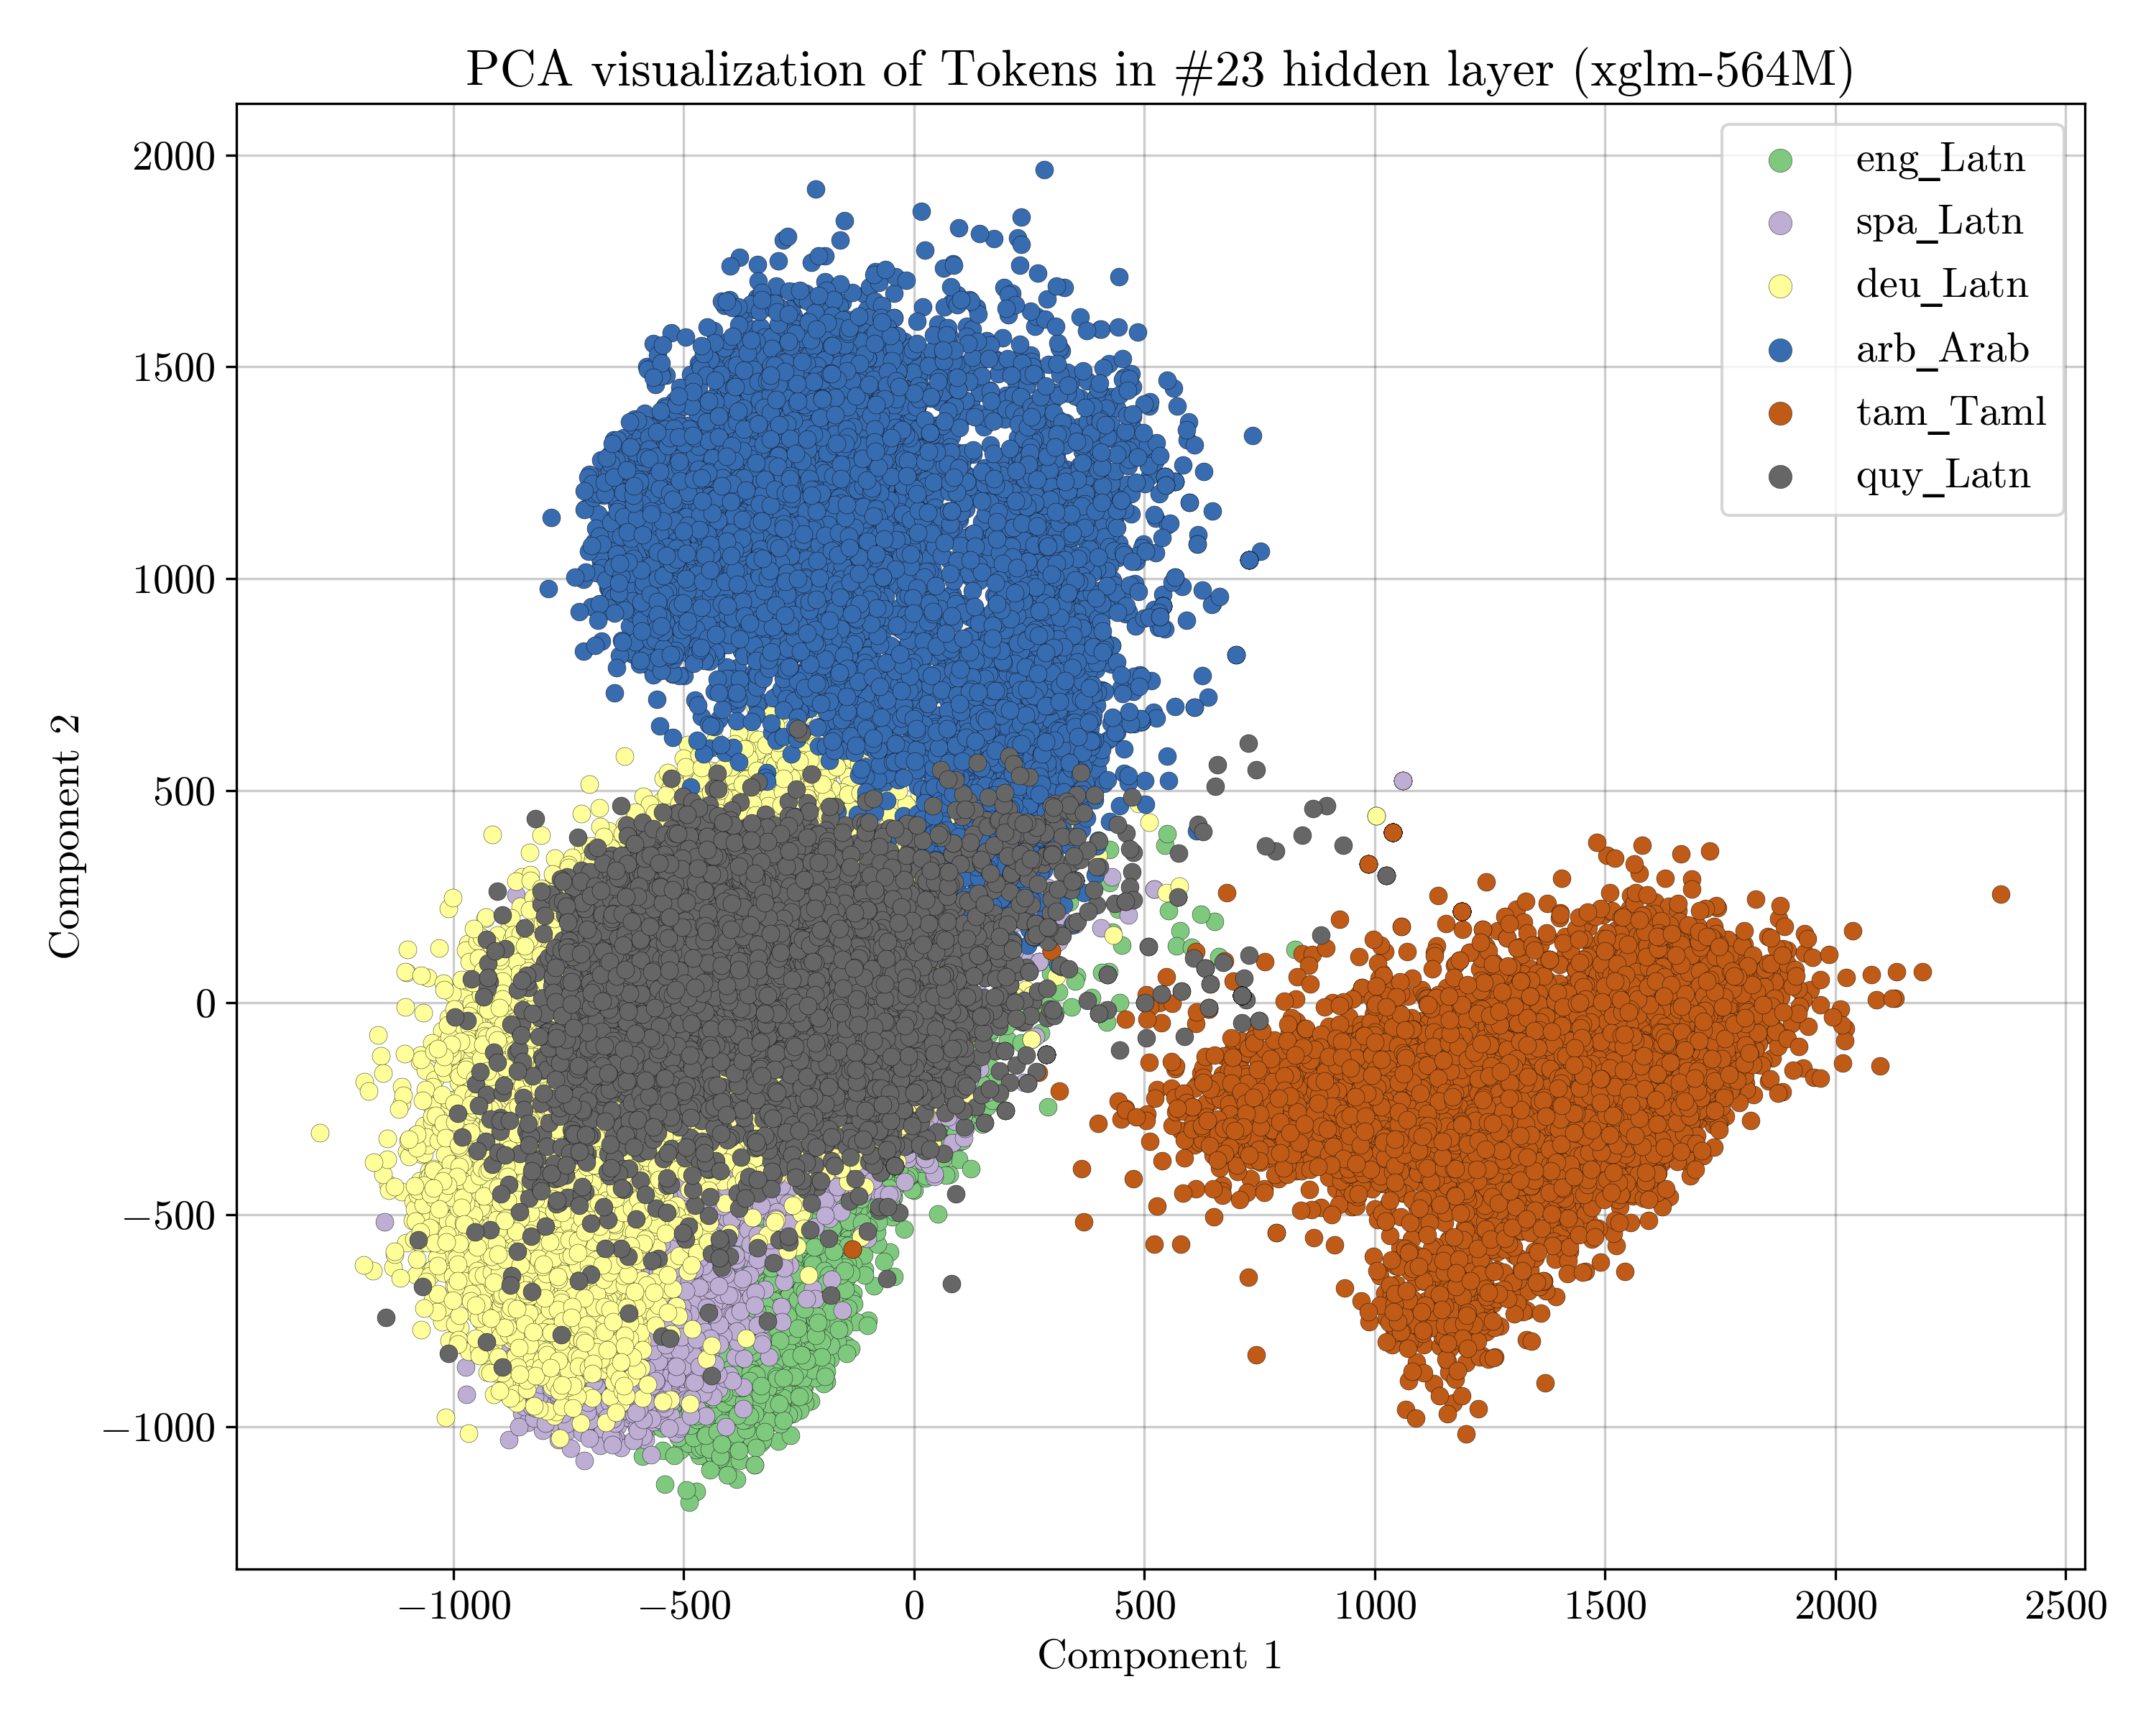 PCA visualization of Tokens in #23 hidden layer (xglm-564M)
eng_Latn
spa_Latn
deu_Latn
arb_Arab
tam_Taml
quy_Latn
2000
1500
1000
500
0
−500
−1000
Component 2
−1000 −500 0 500 1000 1500 2000 2500
Component 1